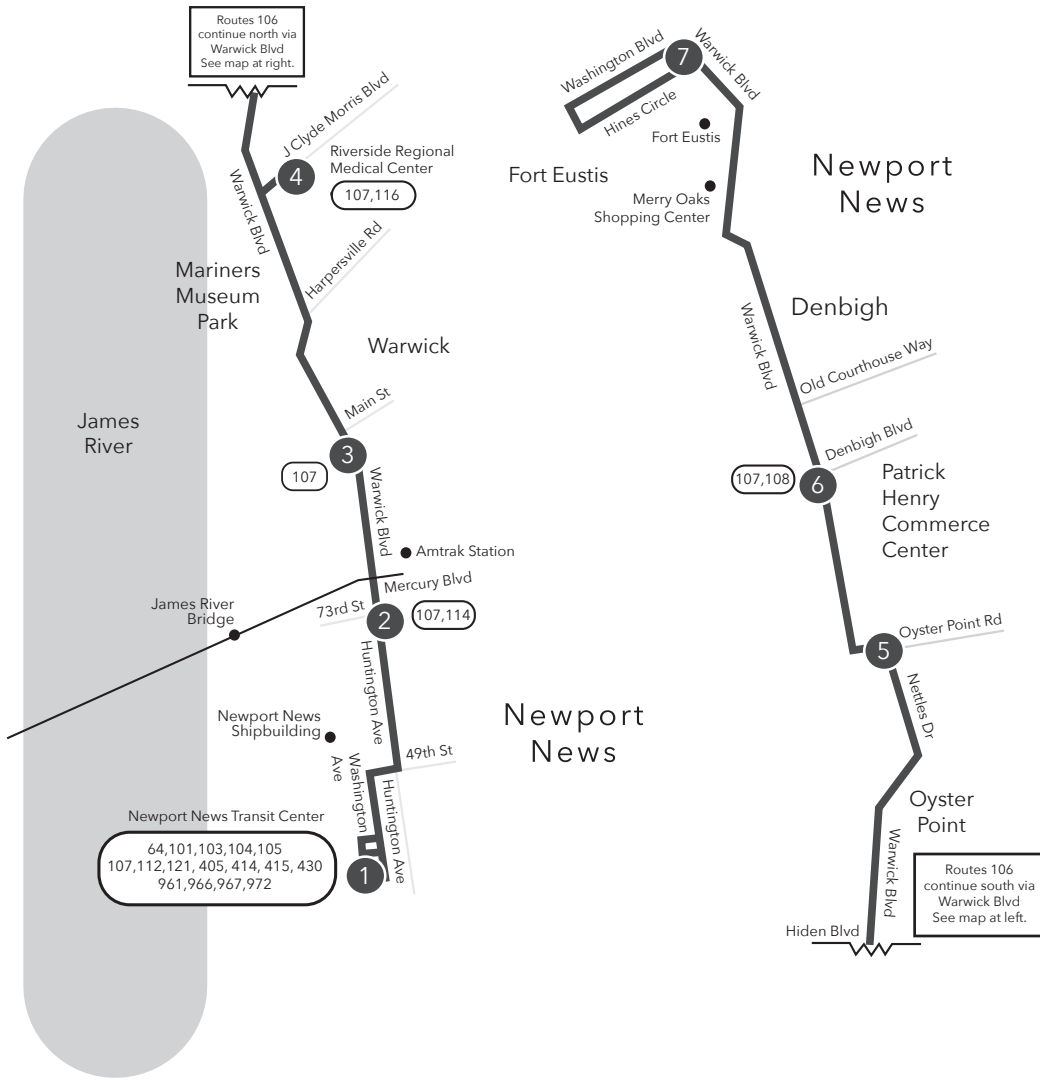 Routes 106
continue north via
Warwick Blvd
See map at right.
J Clyde Morris Blvd
4
Riverside Regional
Medical Center
107,116
Warwick Blvd
Harpersville Rd
Mariners
Museum
Park
Warwick
Main St
James
River
3
107
Warwick Blvd
Amtrak Station
Mercury Blvd
James River
Bridge
73rd St
2
107,114
Huntington Ave
Newport News
Shipbuilding
Newport
News
49th St
Washington
Ave
Huntington Ave
Newport News Transit Center
64,101,103,104,105
107,112,121, 405, 414, 415, 430
961,966,967,972
1
Washington Blvd
7
Warwick Blvd
Hines Circle
Fort Eustis
Fort Eustis
Newport
News
Merry Oaks
Shopping Center
Denbigh
Warwick Blvd
Old Courthouse Way
Denbigh Blvd
107,108
6
Patrick
Henry
Commerce
Center
Oyster Point Rd
5
Nettles Dr
Oyster
Point
Warwick Blvd
Routes 106
continue south via
Warwick Blvd
See map at left.
Hiden Blvd